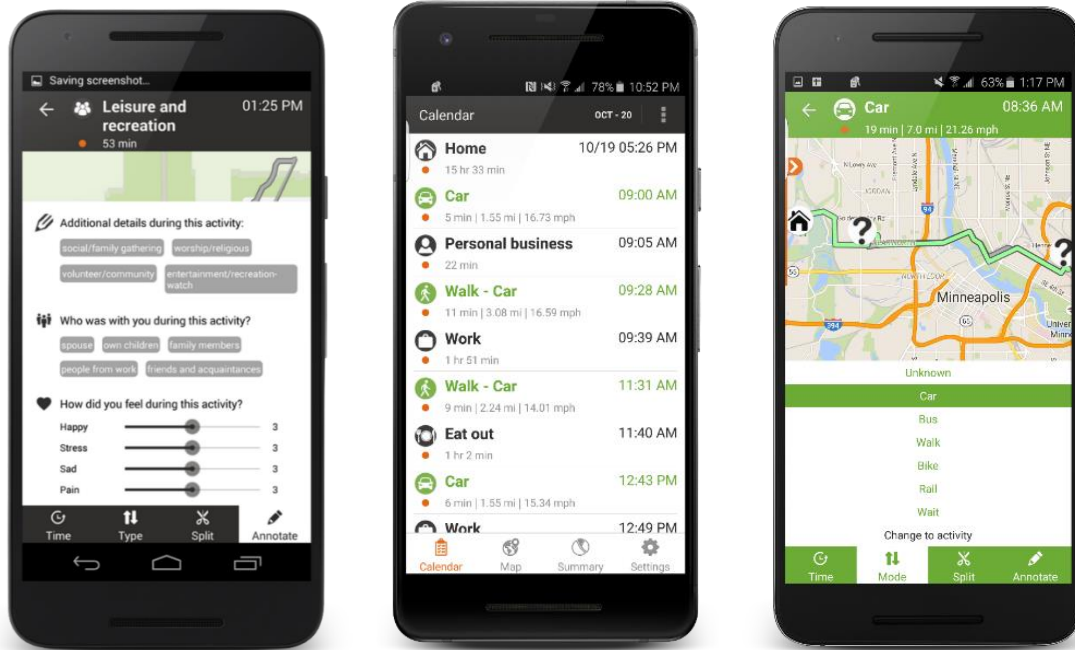 Saving screenshot...
Leisure and recreation
01:25 PM
53 min
Additional details during this activity:
social/family gathering worship/religious
volunteer/community entertainment/recreation-watch
Who was with you during this activity?
spouse own children family members
people from work friends and acquaintances
How did you feel during this activity?
Happy 3
Stress 3
Sad 3
Pain 3
Time Type Split Annotate
78% 10:52 PM
Calendar OCT - 20
Home 10/19 05:26 PM
15 hr 33 min
Car 09:00 AM
5 min | 1.55 mi | 16.73 mph
Personal business 09:05 AM
22 min
Walk - Car 09:28 AM
11 min | 3.08 mi | 16.59 mph
Work 09:39 AM
1 hr 51 min
Walk - Car 11:31 AM
9 min | 2.24 mi | 14.01 mph
Eat out 11:40 AM
1 hr 2 min
Car 12:43 PM
6 min | 1.55 mi | 15.34 mph
Work 12:49 PM
Calendar Map Summary Settings
63% 1:17 PM
Car 08:36 AM
19 min | 7.0 mi | 21.26 mph
JORDAN
94
?
?
55
Minneapolis
65
394
Unknown
Car
Bus
Walk
Bike
Rail
Wait
Change to activity
Time Mode Split Annotate